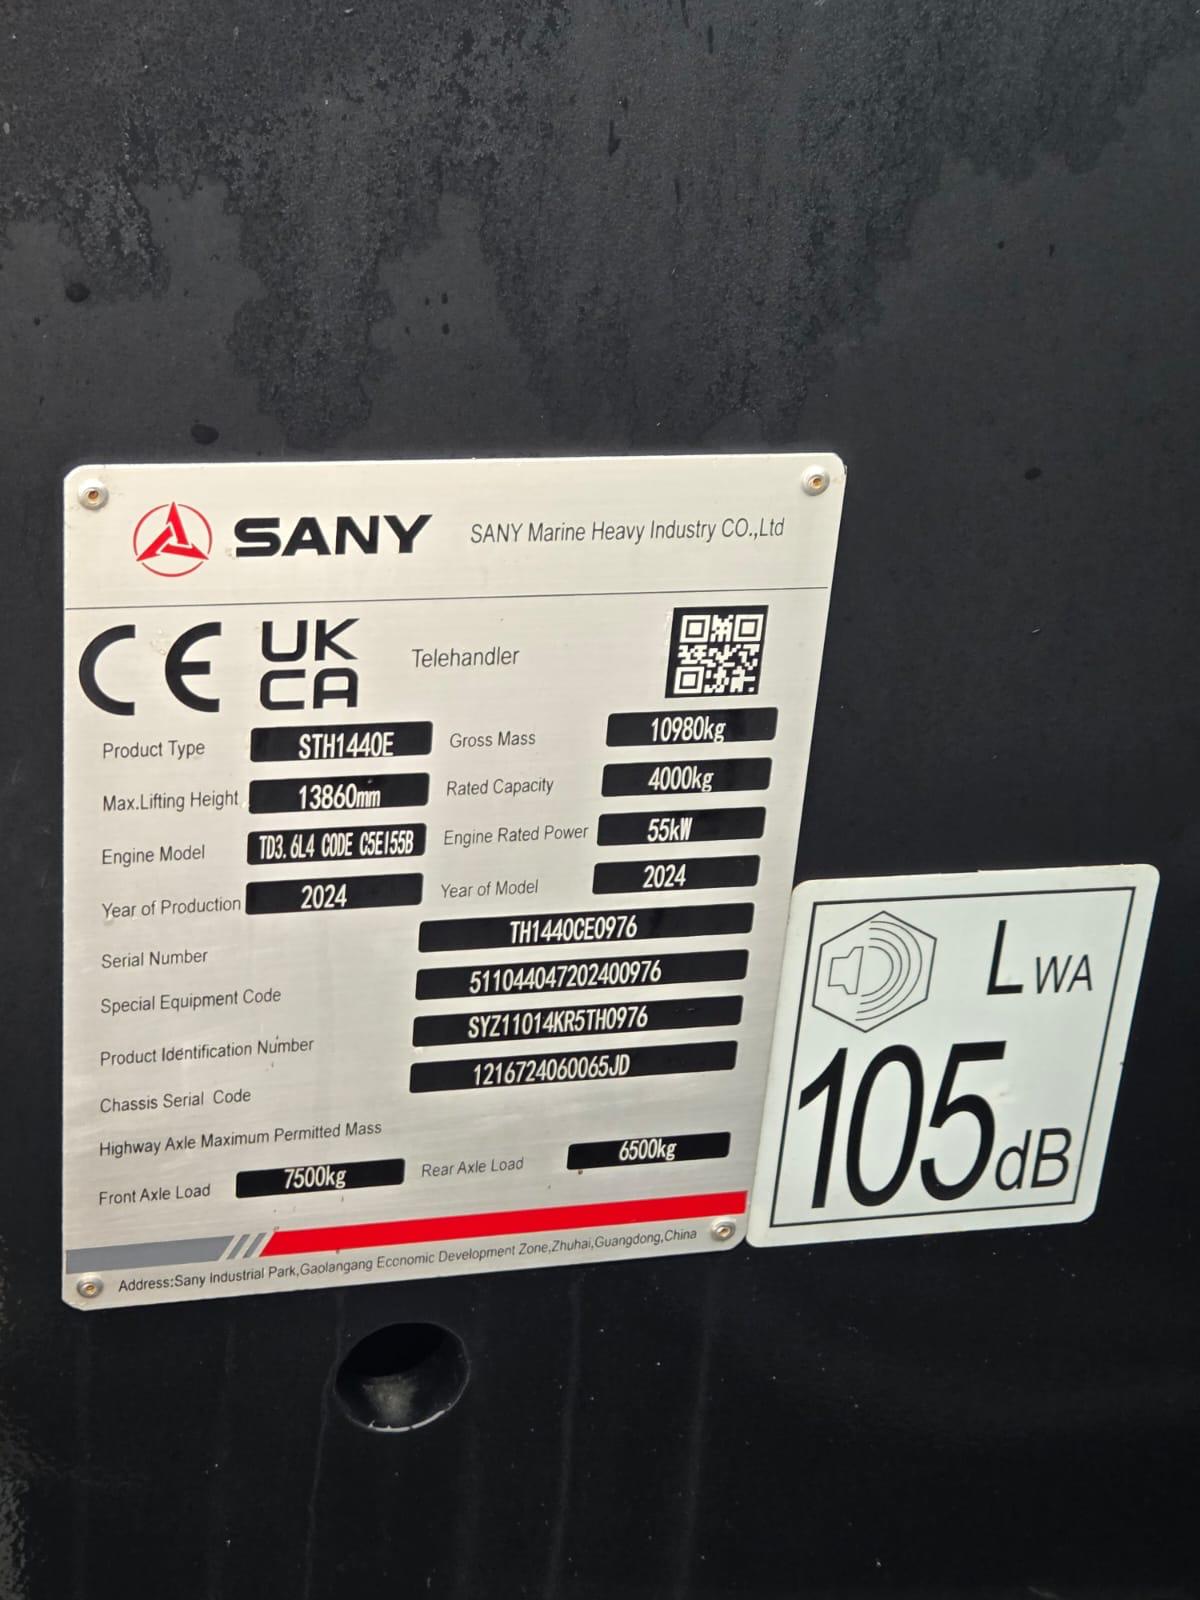 SANY SANY Marine Heavy Industry CO.,Ltd
CE UK CA Telehandler
Product Type STH1440E Gross Mass 10980kg
Max.Lifting Height 13860mm Rated Capacity 4000kg
Engine Model TD3.6L4 CODE C5EI55B Engine Rated Power 55kW
Year of Production 2024 Year of Model 2024
Serial Number TH1440CE0976
Special Equipment Code 511044047202400976
Product Identification Number SYZ11014KR5TH0976
Chassis Serial Code 1216724060065JD
Highway Axle Maximum Permitted Mass
Front Axle Load 7500kg Rear Axle Load 6500kg
Address:Sany Industrial Park,Gaolangang Economic Development Zone,Zhuhai,Guangdong,China
LWA
105dB